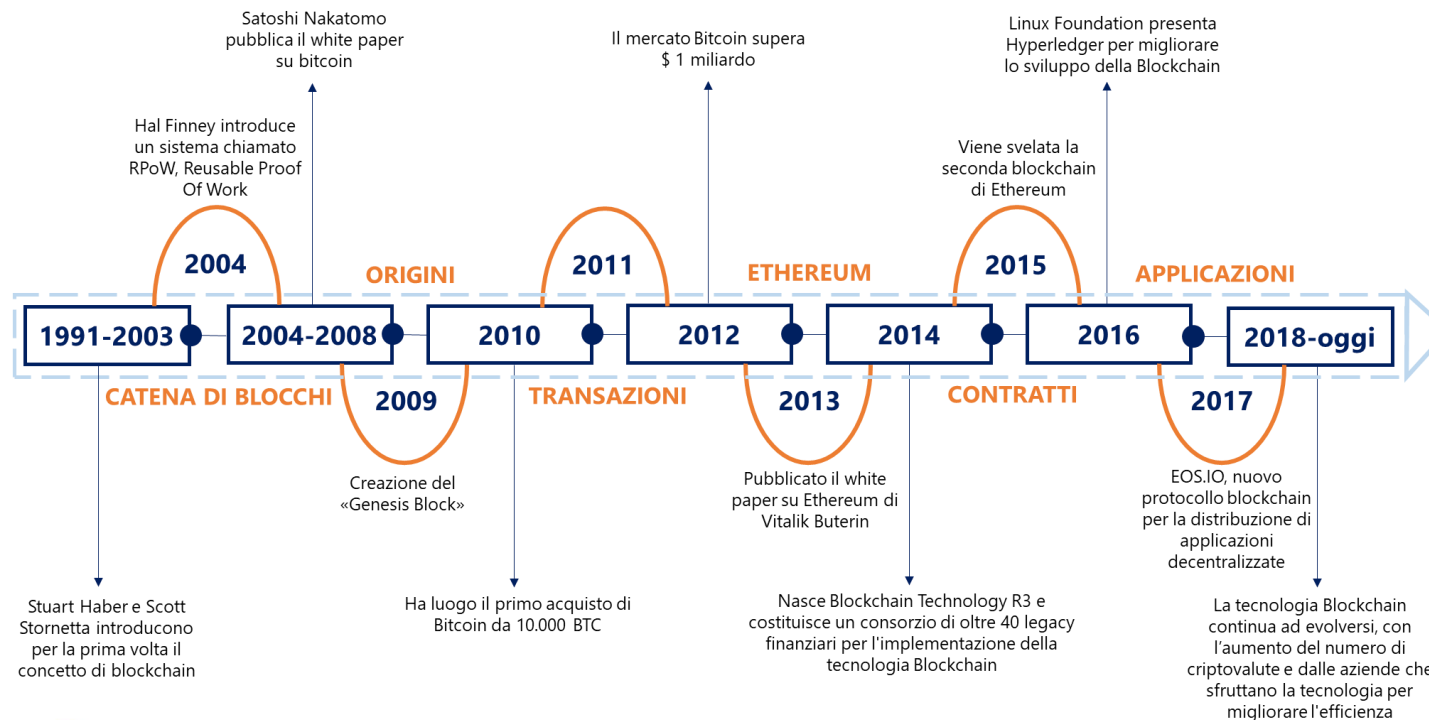 Satoshi Nakatomo
pubblica il white paper
su bitcoin
Il mercato Bitcoin supera
$ 1 miliardo
Linux Foundation presenta
Hyperledger per migliorare
lo sviluppo della Blockchain
Hal Finney introduce
un sistema chiamato
RPoW, Reusable Proof
Of Work
Viene svelata la
seconda blockchain
di Ethereum
2004
ORIGINI
2011
ETHEREUM
2015
APPLICAZIONI
1991-2003
2004-2008
2010
2012
2014
2016
2018-oggi
CATENA DI BLOCCHI
2009
TRANSAZIONI
2013
CONTRATTI
2017
Creazione del
«Genesis Block»
Pubblicato il white
paper su Ethereum di
Vitalik Buterin
EOS.IO, nuovo
protocollo blockchain
per la distribuzione di
applicazioni
decentralizzate
Stuart Haber e Scott
Stornetta introducono
per la prima volta il
concetto di blockchain
Ha luogo il primo acquisto di
Bitcoin da 10.000 BTC
Nasce Blockchain Technology R3 e
costituisce un consorzio di oltre 40 legacy
finanziari per l'implementazione della
tecnologia Blockchain
La tecnologia Blockchain
continua ad evolversi, con
l'aumento del numero di
criptovalute e dalle aziende che
sfruttano la tecnologia per
migliorare l'efficienza